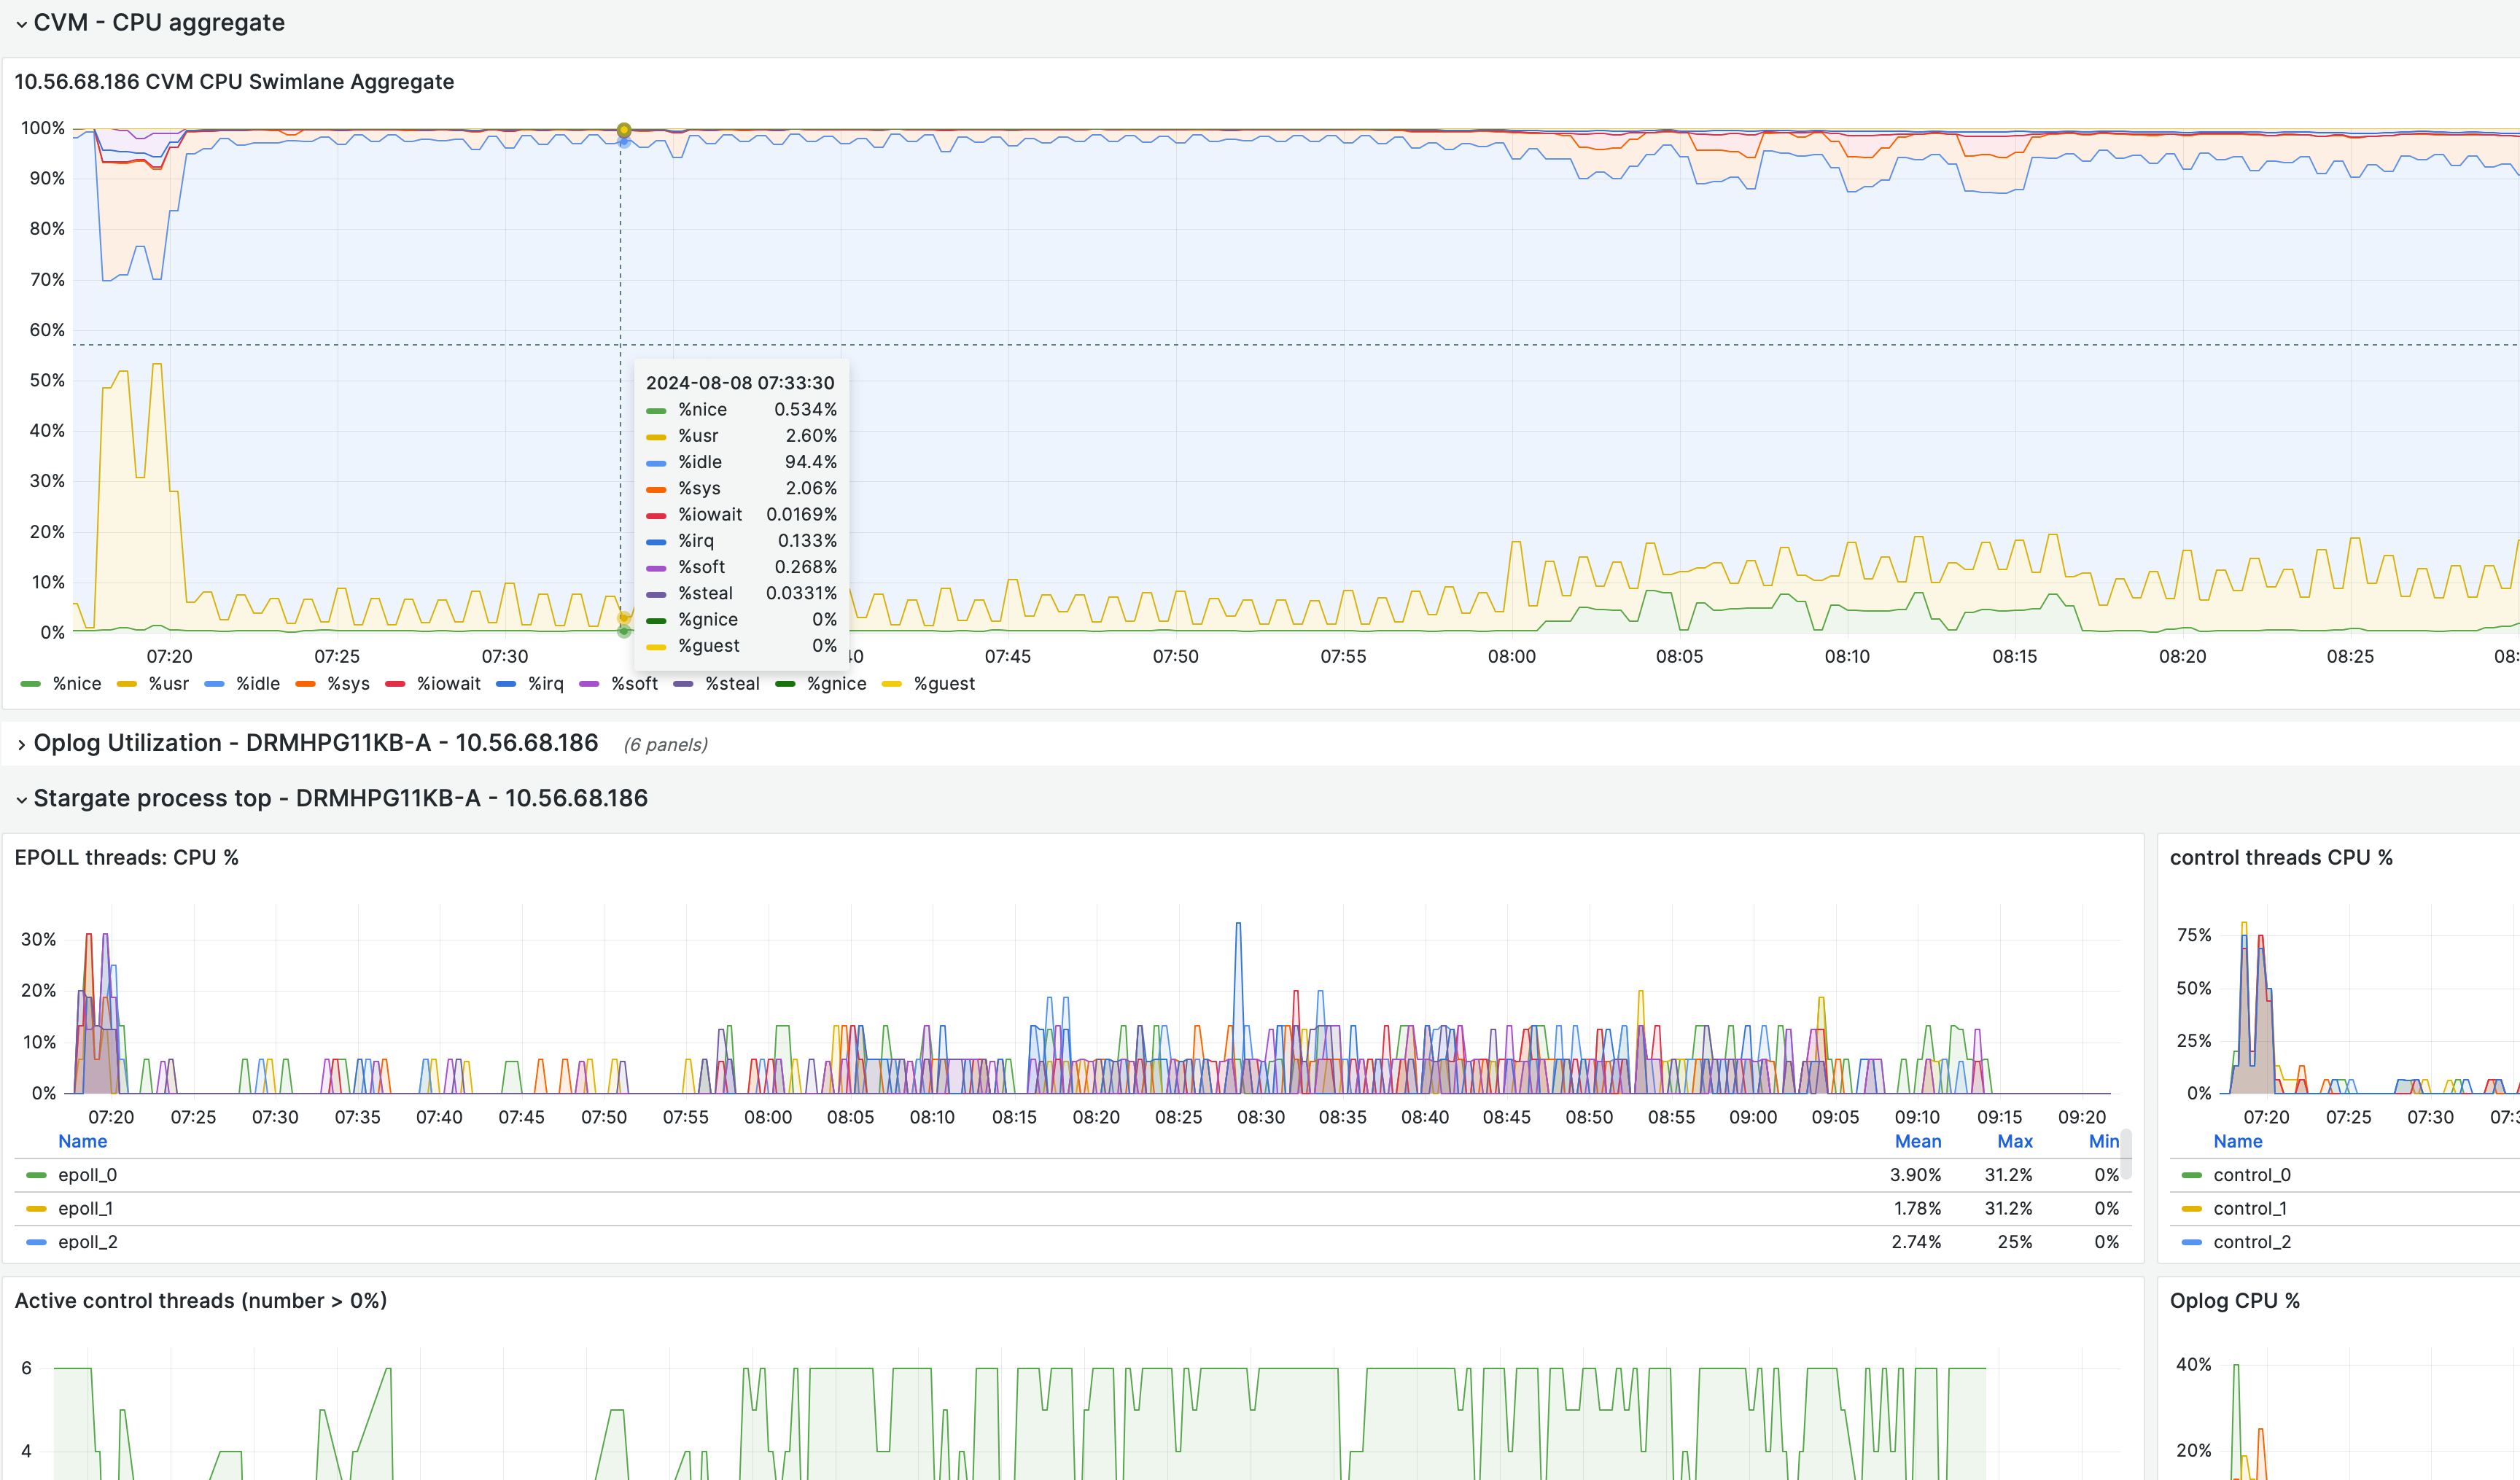 CVM - CPU aggregate
10.56.68.186 CVM CPU Swimlane Aggregate
100%
90%
80%
70%
60%
50%
40%
30%
20%
10%
0%
2024-08-08 07:33:30
%nice 0.534%
%usr 2.60%
%idle 94.4%
%sys 2.06%
%iowait 0.0169%
%irq 0.133%
%soft 0.268%
%steal 0.0331%
%gnice 0%
%guest 0%
07:20 07:25 07:30 40 07:45 07:50 07:55 08:00 08:05 08:10 08:15 08:20 08:25 08:
%nice %usr %idle %sys %iowait %irq %soft %steal %gnice %guest
Oplog Utilization - DRMHPG11KB-A - 10.56.68.186 (6 panels)
Stargate process top - DRMHPG11KB-A - 10.56.68.186
EPOLL threads: CPU %
30%
20%
10%
0%
07:20 07:25 07:30 07:35 07:40 07:45 07:50 07:55 08:00 08:05 08:10 08:15 08:20 08:25 08:30 08:35 08:40 08:45 08:50 08:55 09:00 09:05 09:10 09:15 09:20
Name Mean Max Min
epoll_0 3.90% 31.2% 0%
epoll_1 1.78% 31.2% 0%
epoll_2 2.74% 25% 0%
control threads CPU %
75%
50%
25%
0%
07:20 07:25 07:30 07:3
Name
control_0
control_1
control_2
Active control threads (number > 0%)
6
4
Oplog CPU %
40%
20%